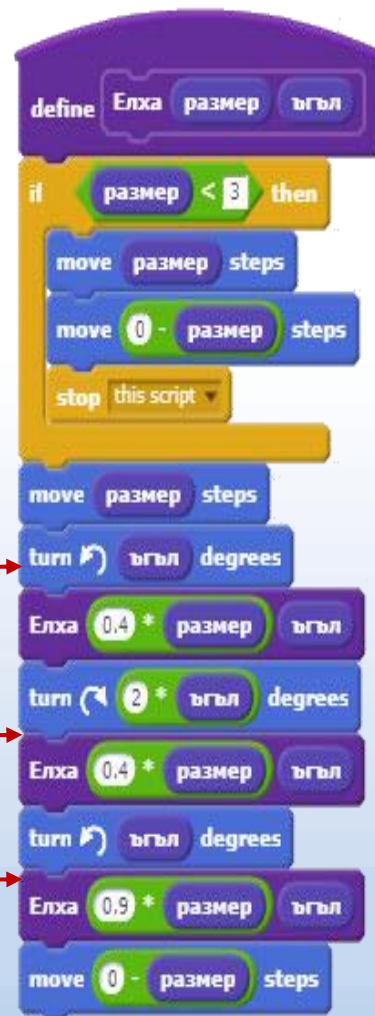 define Елха размер ъгъл
if размер < 3 then
move размер steps
move 0 - размер steps
stop this script
move размер steps
turn ъгъл degrees
Елха 0.4 * размер ъгъл
turn 2 * ъгъл degrees
Елха 0.4 * размер ъгъл
turn ъгъл degrees
Елха 0.9 * размер ъгъл
move 0 - размер steps